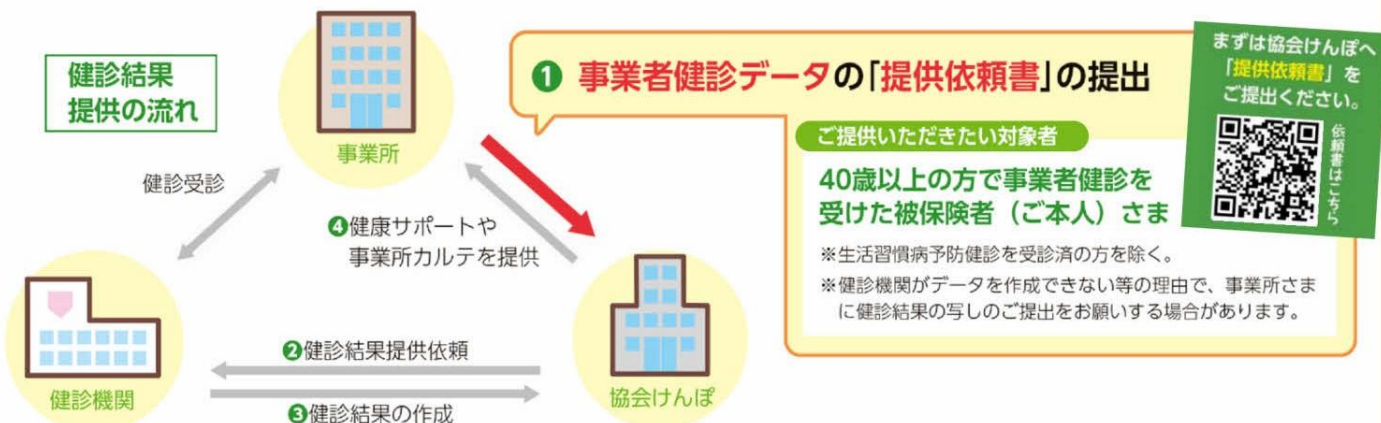 健診結果
提供の流れ
事業所
健診受診
❹健康サポートや
事業所カルテを提供
健診機関
❷健診結果提供依頼
❸健診結果の作成
協会けんぽ
❶ 事業者健診データの「提供依頼書」の提出
ご提供いただきたい対象者
40歳以上の方で事業者健診を
受けた被保険者（ご本人）さま
※生活習慣病予防健診を受診済の方を除く。
※健診機関がデータを作成できない等の理由で、事業所さま
に健診結果の写しのご提出をお願いする場合があります。
まずは協会けんぽへ
「提供依頼書」を
ご提出ください。
依頼書はこちら